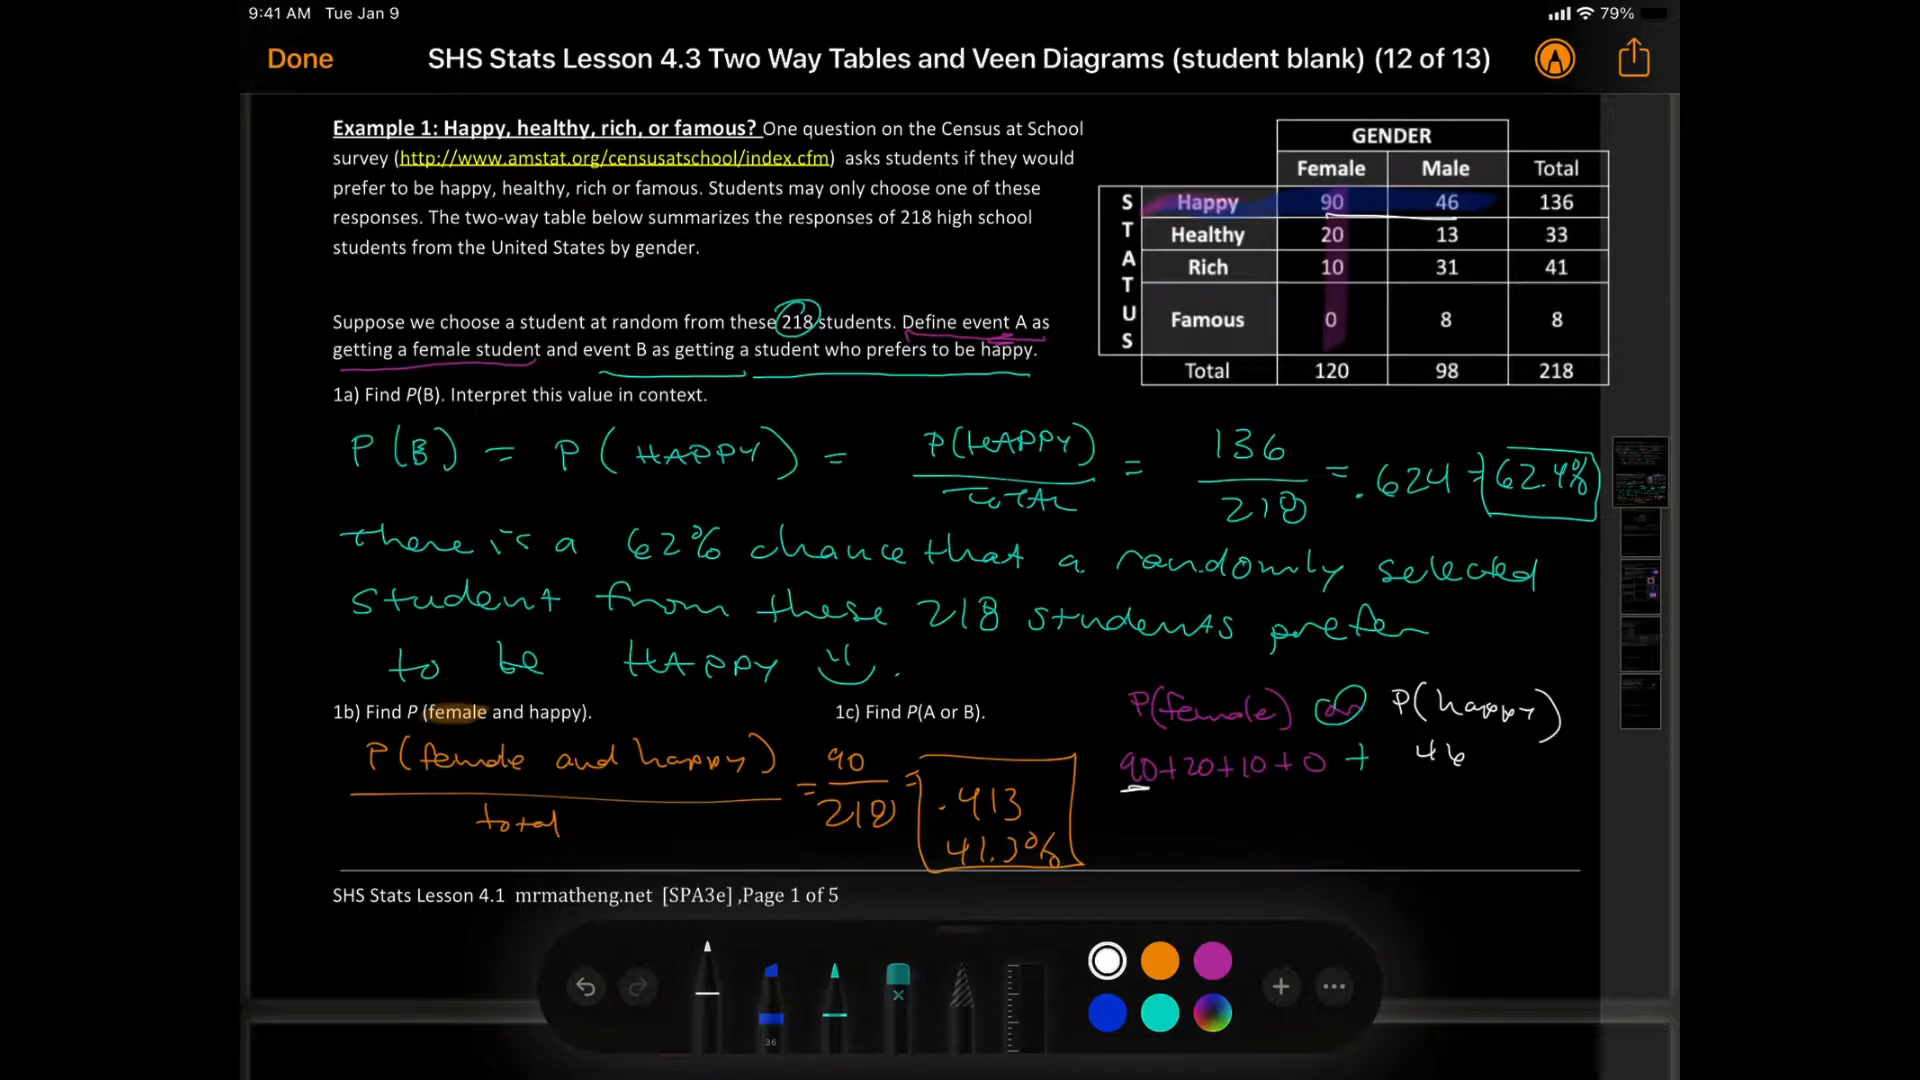 9:41 AM Tue Jan 9
79%
Done
SHS Stats Lesson 4.3 Two Way Tables and Veen Diagrams (student blank) (12 of 13)
Example 1: Happy, healthy, rich, or famous? One question on the Census at School
survey (http://www.amstat.org/censusatschool/index.cfm) asks students if they would
prefer to be happy, healthy, rich or famous. Students may only choose one of these
responses. The two-way table below summarizes the responses of 218 high school
students from the United States by gender.
GENDER
Female Male Total
STATUS
Happy 90 46 136
Healthy 20 13 33
Rich 10 31 41
Famous 0 8 8
Total 120 98 218
Suppose we choose a student at random from these 218 students. Define event A as
getting a female student and event B as getting a student who prefers to be happy.
1a) Find P(B). Interpret this value in context.
P(B) = P(HAPPY) = P(HAPPY) / TOTAL = 136 / 218 = .624 = 62.4%
there is a 62% chance that a randomly selected
student from these 218 students prefer
to be HAPPY .
1b) Find P (female and happy).
P(female and happy) / total = 90 / 218 = .413
41.3%
1c) Find P(A or B).
P(female) or P(happy)
90+20+10+0 + 46
SHS Stats Lesson 4.1 mrmatheng.net [SPA3e] ,Page 1 of 5
36